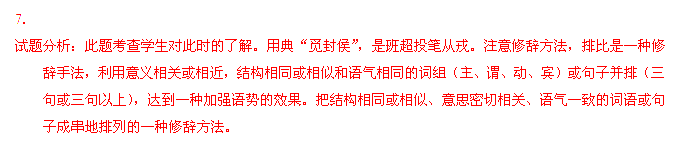 7.
试题分析：此题考查学生对此时的了解。用典“觅封侯”，是班超投笔从戎。注意修辞方法，排比是一种修
辞手法，利用意义相关或相近，结构相同或相似和语气相同的词组（主、谓、动、宾）或句子并排（三
句或三句以上），达到一种加强语势的效果。把结构相同或相似、意思密切相关、语气一致的词语或句
子成串地排列的一种修辞方法。